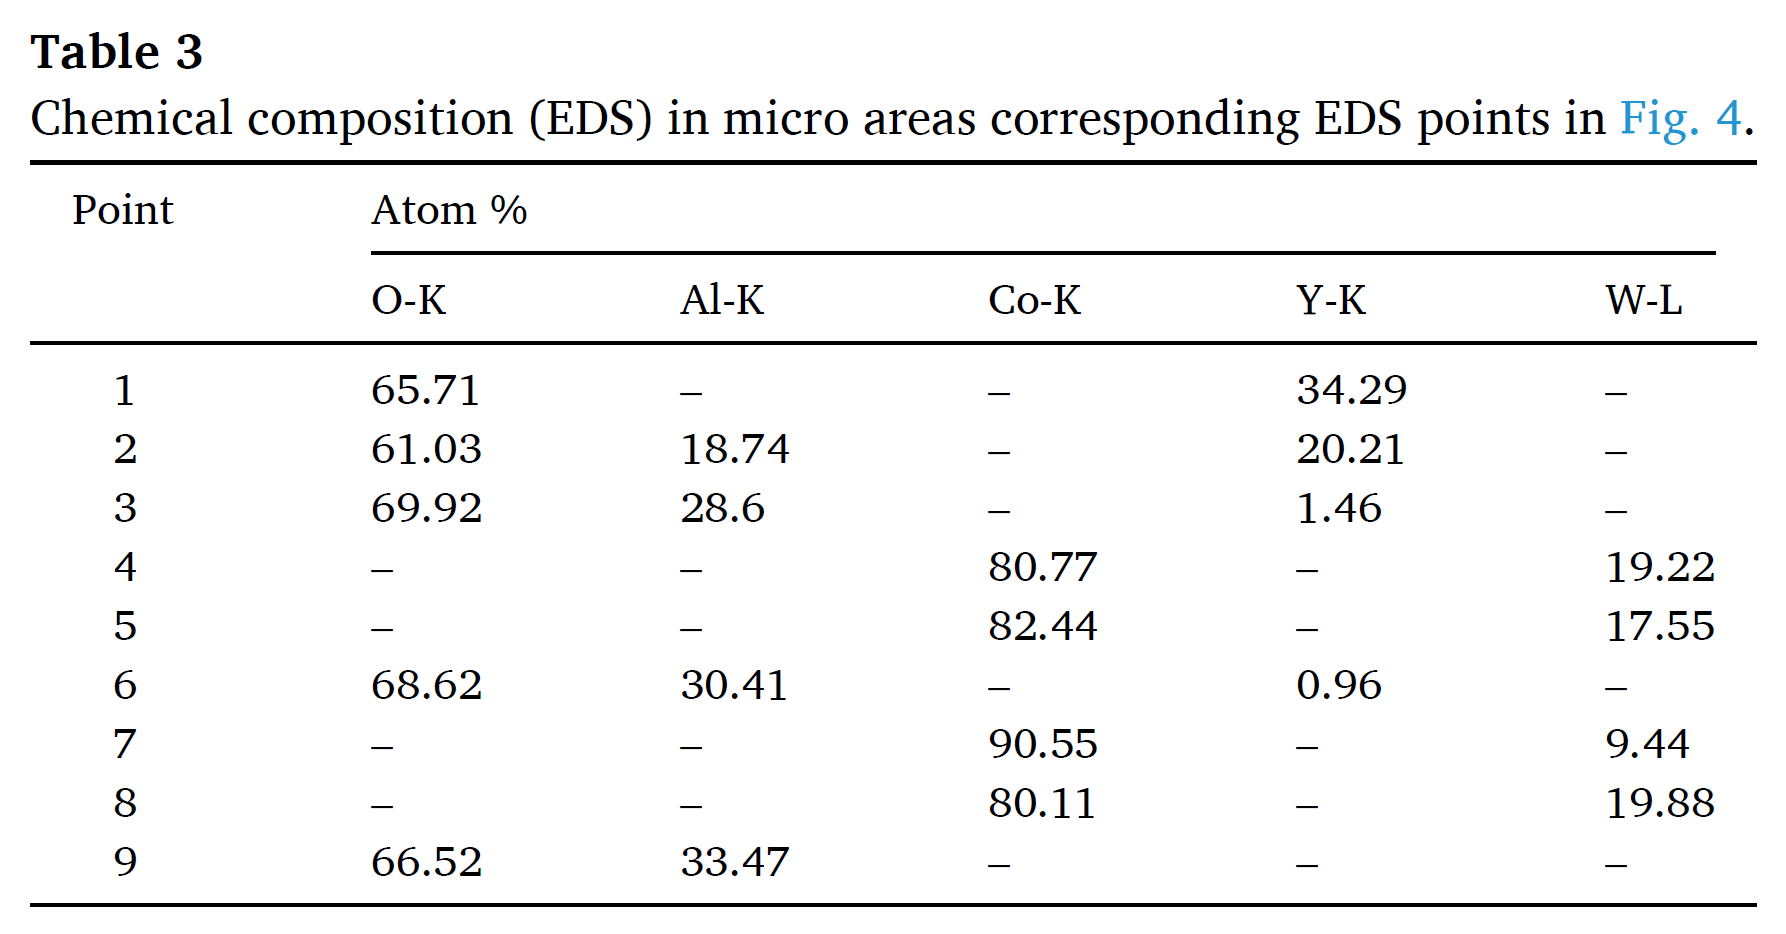 Table 3
Chemical composition (EDS) in micro areas corresponding EDS points in Fig. 4.
Point Atom %
O-K Al-K Co-K Y-K W-L
1 65.71 – – 34.29 –
2 61.03 18.74 – 20.21 –
3 69.92 28.6 – 1.46 –
4 – – 80.77 – 19.22
5 – – 82.44 – 17.55
6 68.62 30.41 – 0.96 –
7 – – 90.55 – 9.44
8 – – 80.11 – 19.88
9 66.52 33.47 – – –